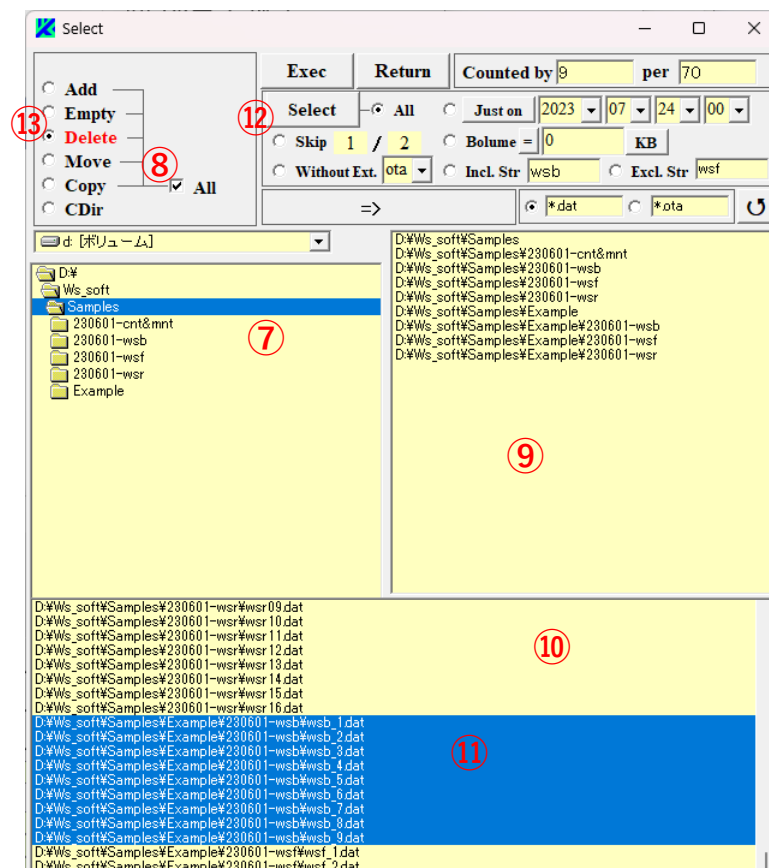 Select
Exec Return Counted by 9 per 70
Add
Empty
⑬ Delete
Move
⑧
Copy All
CDir
⑫ Select All Just on 2023 07 24 00
Skip 1 / 2 Bolume = 0 KB
Without Ext. ota Incl. Str wsb Excl. Str wsf
=> *.dat *.ota ↺
d: [ボリューム]
D:¥
Ws_soft
Samples
230601-cnt&mnt
230601-wsb
230601-wsf
230601-wsr
Example
⑦
D:¥Ws_soft¥Samples
D:¥Ws_soft¥Samples¥230601-cnt&mnt
D:¥Ws_soft¥Samples¥230601-wsb
D:¥Ws_soft¥Samples¥230601-wsf
D:¥Ws_soft¥Samples¥230601-wsr
D:¥Ws_soft¥Samples¥Example
D:¥Ws_soft¥Samples¥Example¥230601-wsb
D:¥Ws_soft¥Samples¥Example¥230601-wsf
D:¥Ws_soft¥Samples¥Example¥230601-wsr
⑨
D:¥Ws_soft¥Samples¥230601-wsr¥wsr09.dat
D:¥Ws_soft¥Samples¥230601-wsr¥wsr10.dat
D:¥Ws_soft¥Samples¥230601-wsr¥wsr11.dat
D:¥Ws_soft¥Samples¥230601-wsr¥wsr12.dat
D:¥Ws_soft¥Samples¥230601-wsr¥wsr13.dat
D:¥Ws_soft¥Samples¥230601-wsr¥wsr14.dat
D:¥Ws_soft¥Samples¥230601-wsr¥wsr15.dat
D:¥Ws_soft¥Samples¥230601-wsr¥wsr16.dat
⑩
D:¥Ws_soft¥Samples¥Example¥230601-wsb¥wsb_1.dat
D:¥Ws_soft¥Samples¥Example¥230601-wsb¥wsb_2.dat
D:¥Ws_soft¥Samples¥Example¥230601-wsb¥wsb_3.dat
D:¥Ws_soft¥Samples¥Example¥230601-wsb¥wsb_4.dat
D:¥Ws_soft¥Samples¥Example¥230601-wsb¥wsb_5.dat
D:¥Ws_soft¥Samples¥Example¥230601-wsb¥wsb_6.dat
D:¥Ws_soft¥Samples¥Example¥230601-wsb¥wsb_7.dat
D:¥Ws_soft¥Samples¥Example¥230601-wsb¥wsb_8.dat
D:¥Ws_soft¥Samples¥Example¥230601-wsb¥wsb_9.dat
⑪
D:¥Ws_soft¥Samples¥Example¥230601-wsf¥wsf_1.dat
D:¥Ws_soft¥Samples¥Example¥230601-wsf¥wsf_2.dat